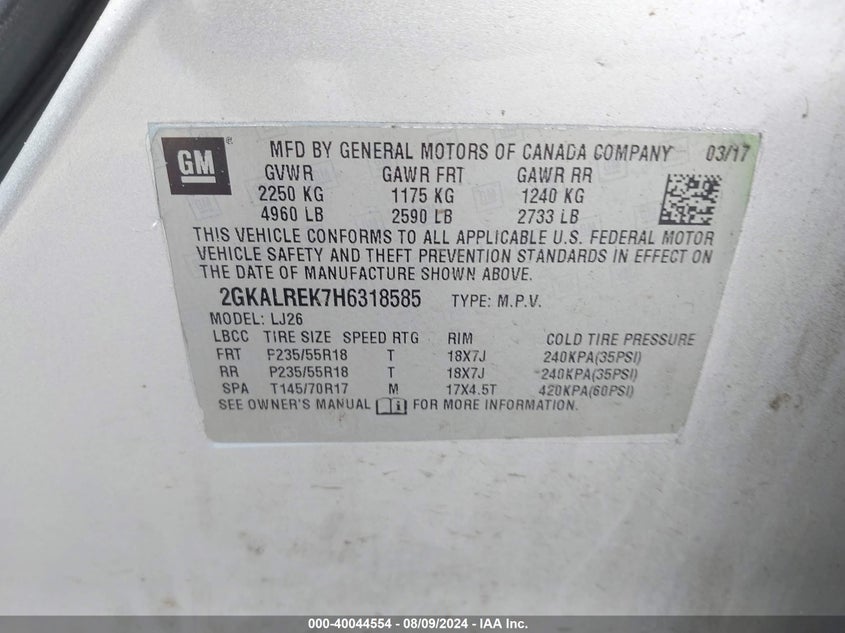 GM ® MFD BY GENERAL MOTORS OF CANADA COMPANY 03/17
GVWR GAWR FRT GAWR RR
2250 KG 1175 KG 1240 KG
4960 LB 2590 LB 2733 LB
THIS VEHICLE CONFORMS TO ALL APPLICABLE U.S. FEDERAL MOTOR
VEHICLE SAFETY AND THEFT PREVENTION STANDARDS IN EFFECT ON
THE DATE OF MANUFACTURE SHOWN ABOVE.
2GKALREK7H6318585 TYPE: M.P.V.
MODEL: LJ26
LBCC TIRE SIZE SPEED RTG RIM COLD TIRE PRESSURE
FRT P235/55R18 T 18X7J 240KPA(35PSI)
RR P235/55R18 T 18X7J 240KPA(35PSI)
SPA T145/70R17 M 17X4.5T 420KPA(60PSI)
SEE OWNER'S MANUAL i FOR MORE INFORMATION.
000-40044554 - 08/09/2024 - IAA Inc.